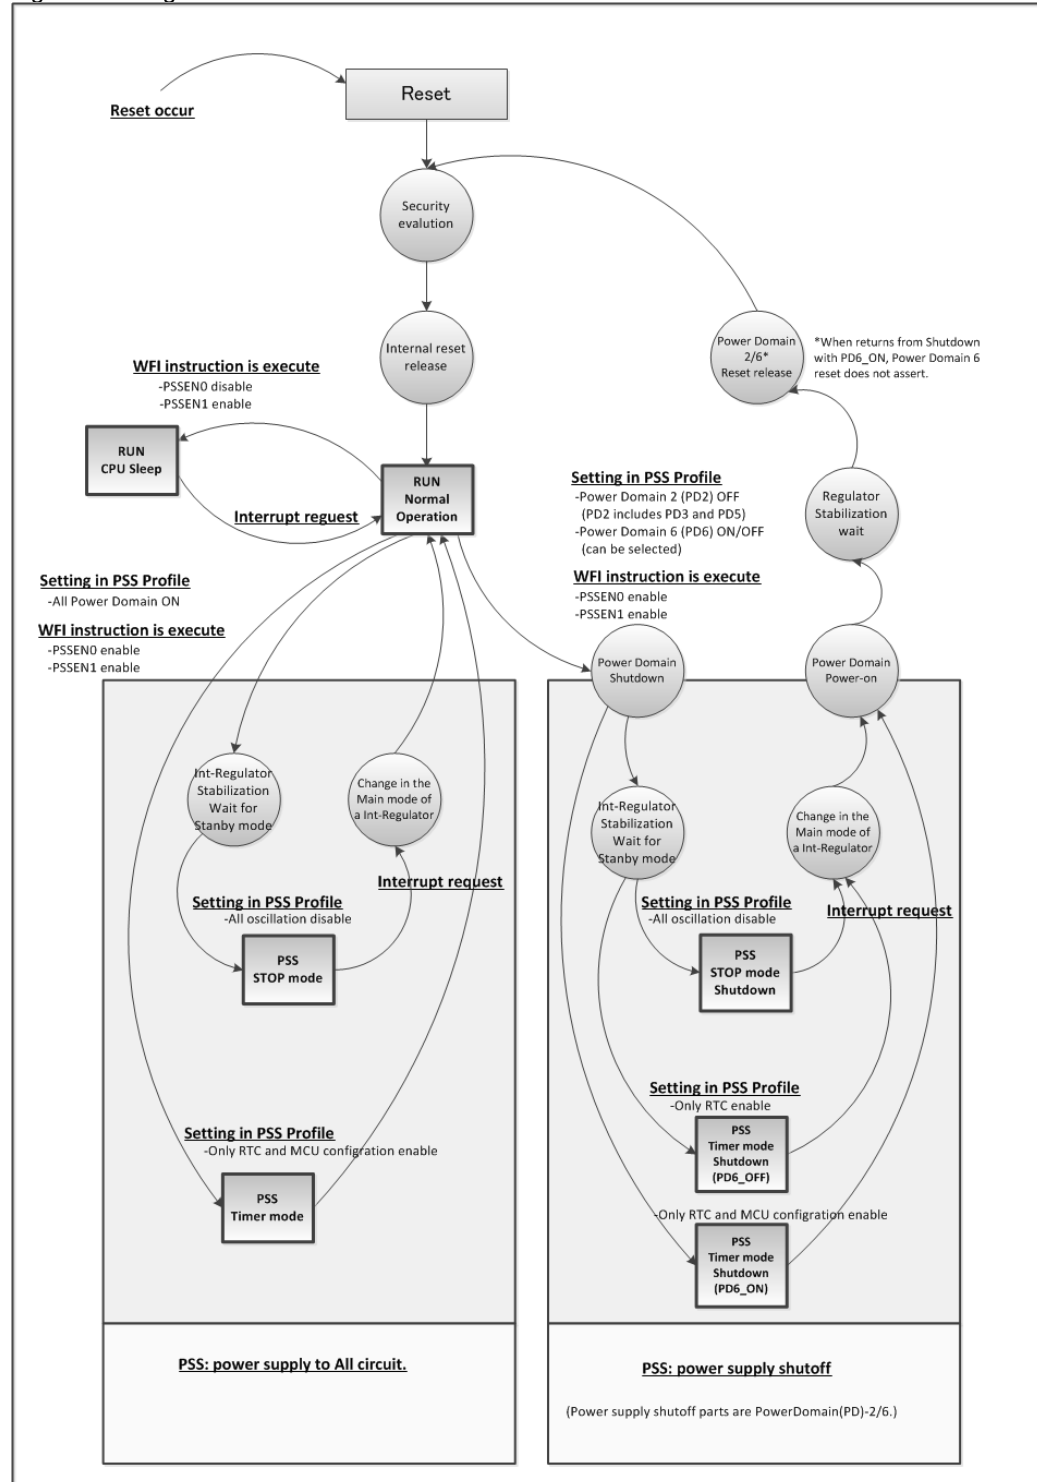 Reset
Reset occur
Security
evalution
Internal reset
release
Power Domain
2/6*
Reset release
*When returns from Shutdown
with PD6_ON, Power Domain 6
reset does not assert.
WFI instruction is execute
-PSSEN0 disable
-PSSEN1 enable
RUN
CPU Sleep
RUN
Normal
Operation
Interrupt reguest
Setting in PSS Profile
-Power Domain 2 (PD2) OFF
(PD2 includes PD3 and PD5)
-Power Domain 6 (PD6) ON/OFF
(can be selected)
WFI instruction is execute
-PSSEN0 enable
-PSSEN1 enable
Regulator
Stabilization
wait
Setting in PSS Profile
-All Power Domain ON
WFI instruction is execute
-PSSEN0 enable
-PSSEN1 enable
Power Domain
Shutdown
Power Domain
Power-on
Int-Regulator
Stabilization
Wait for
Stanby mode
Change in the
Main mode of
a Int-Regulator
Interrupt request
Setting in PSS Profile
-All oscillation disable
PSS
STOP mode
Setting in PSS Profile
-Only RTC and MCU configration enable
PSS
Timer mode
Int-Regulator
Stabilization
Wait for
Stanby mode
Change in the
Main mode of
a Int-Regulator
Setting in PSS Profile
-All oscillation disable
Interrupt request
PSS
STOP mode
Shutdown
Setting in PSS Profile
-Only RTC enable
PSS
Timer mode
Shutdown
(PD6_OFF)
-Only RTC and MCU configration enable
PSS
Timer mode
Shutdown
(PD6_ON)
PSS: power supply to All circuit.
PSS: power supply shutoff
(Power supply shutoff parts are PowerDomain(PD)-2/6.)